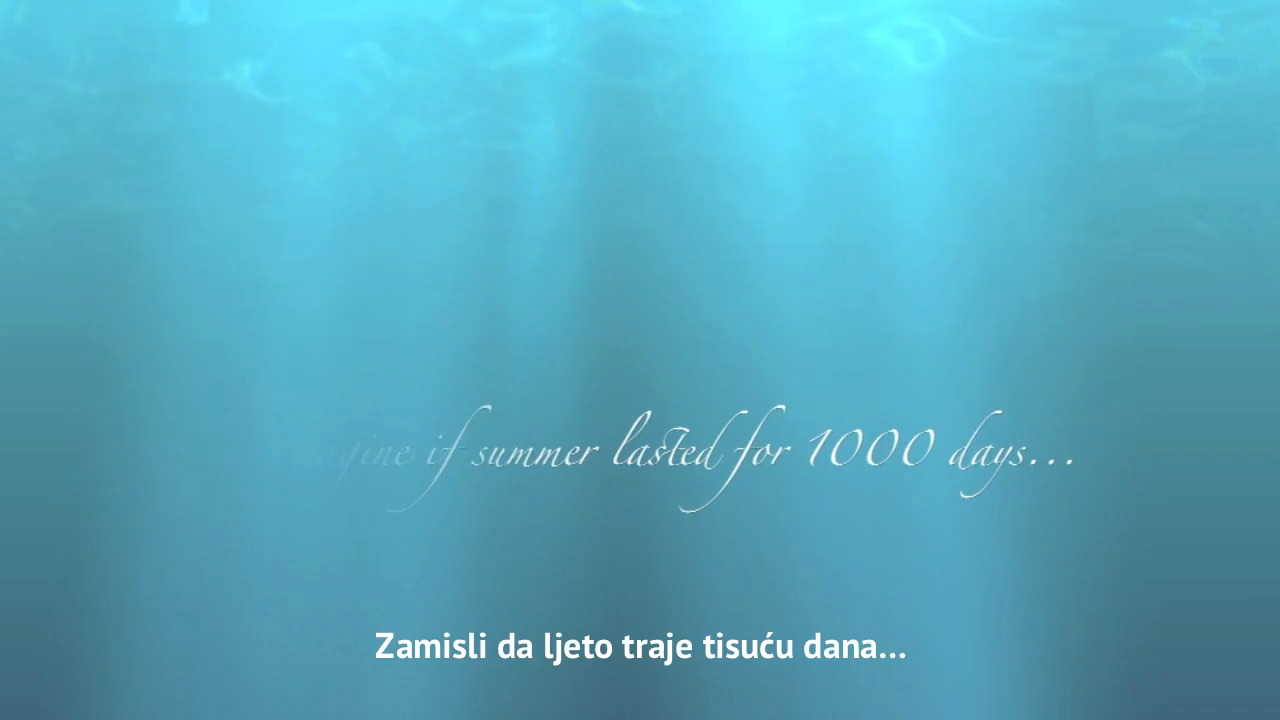 if summer lasted for 1000 days...
Zamisli da ljeto traje tisuću dana...